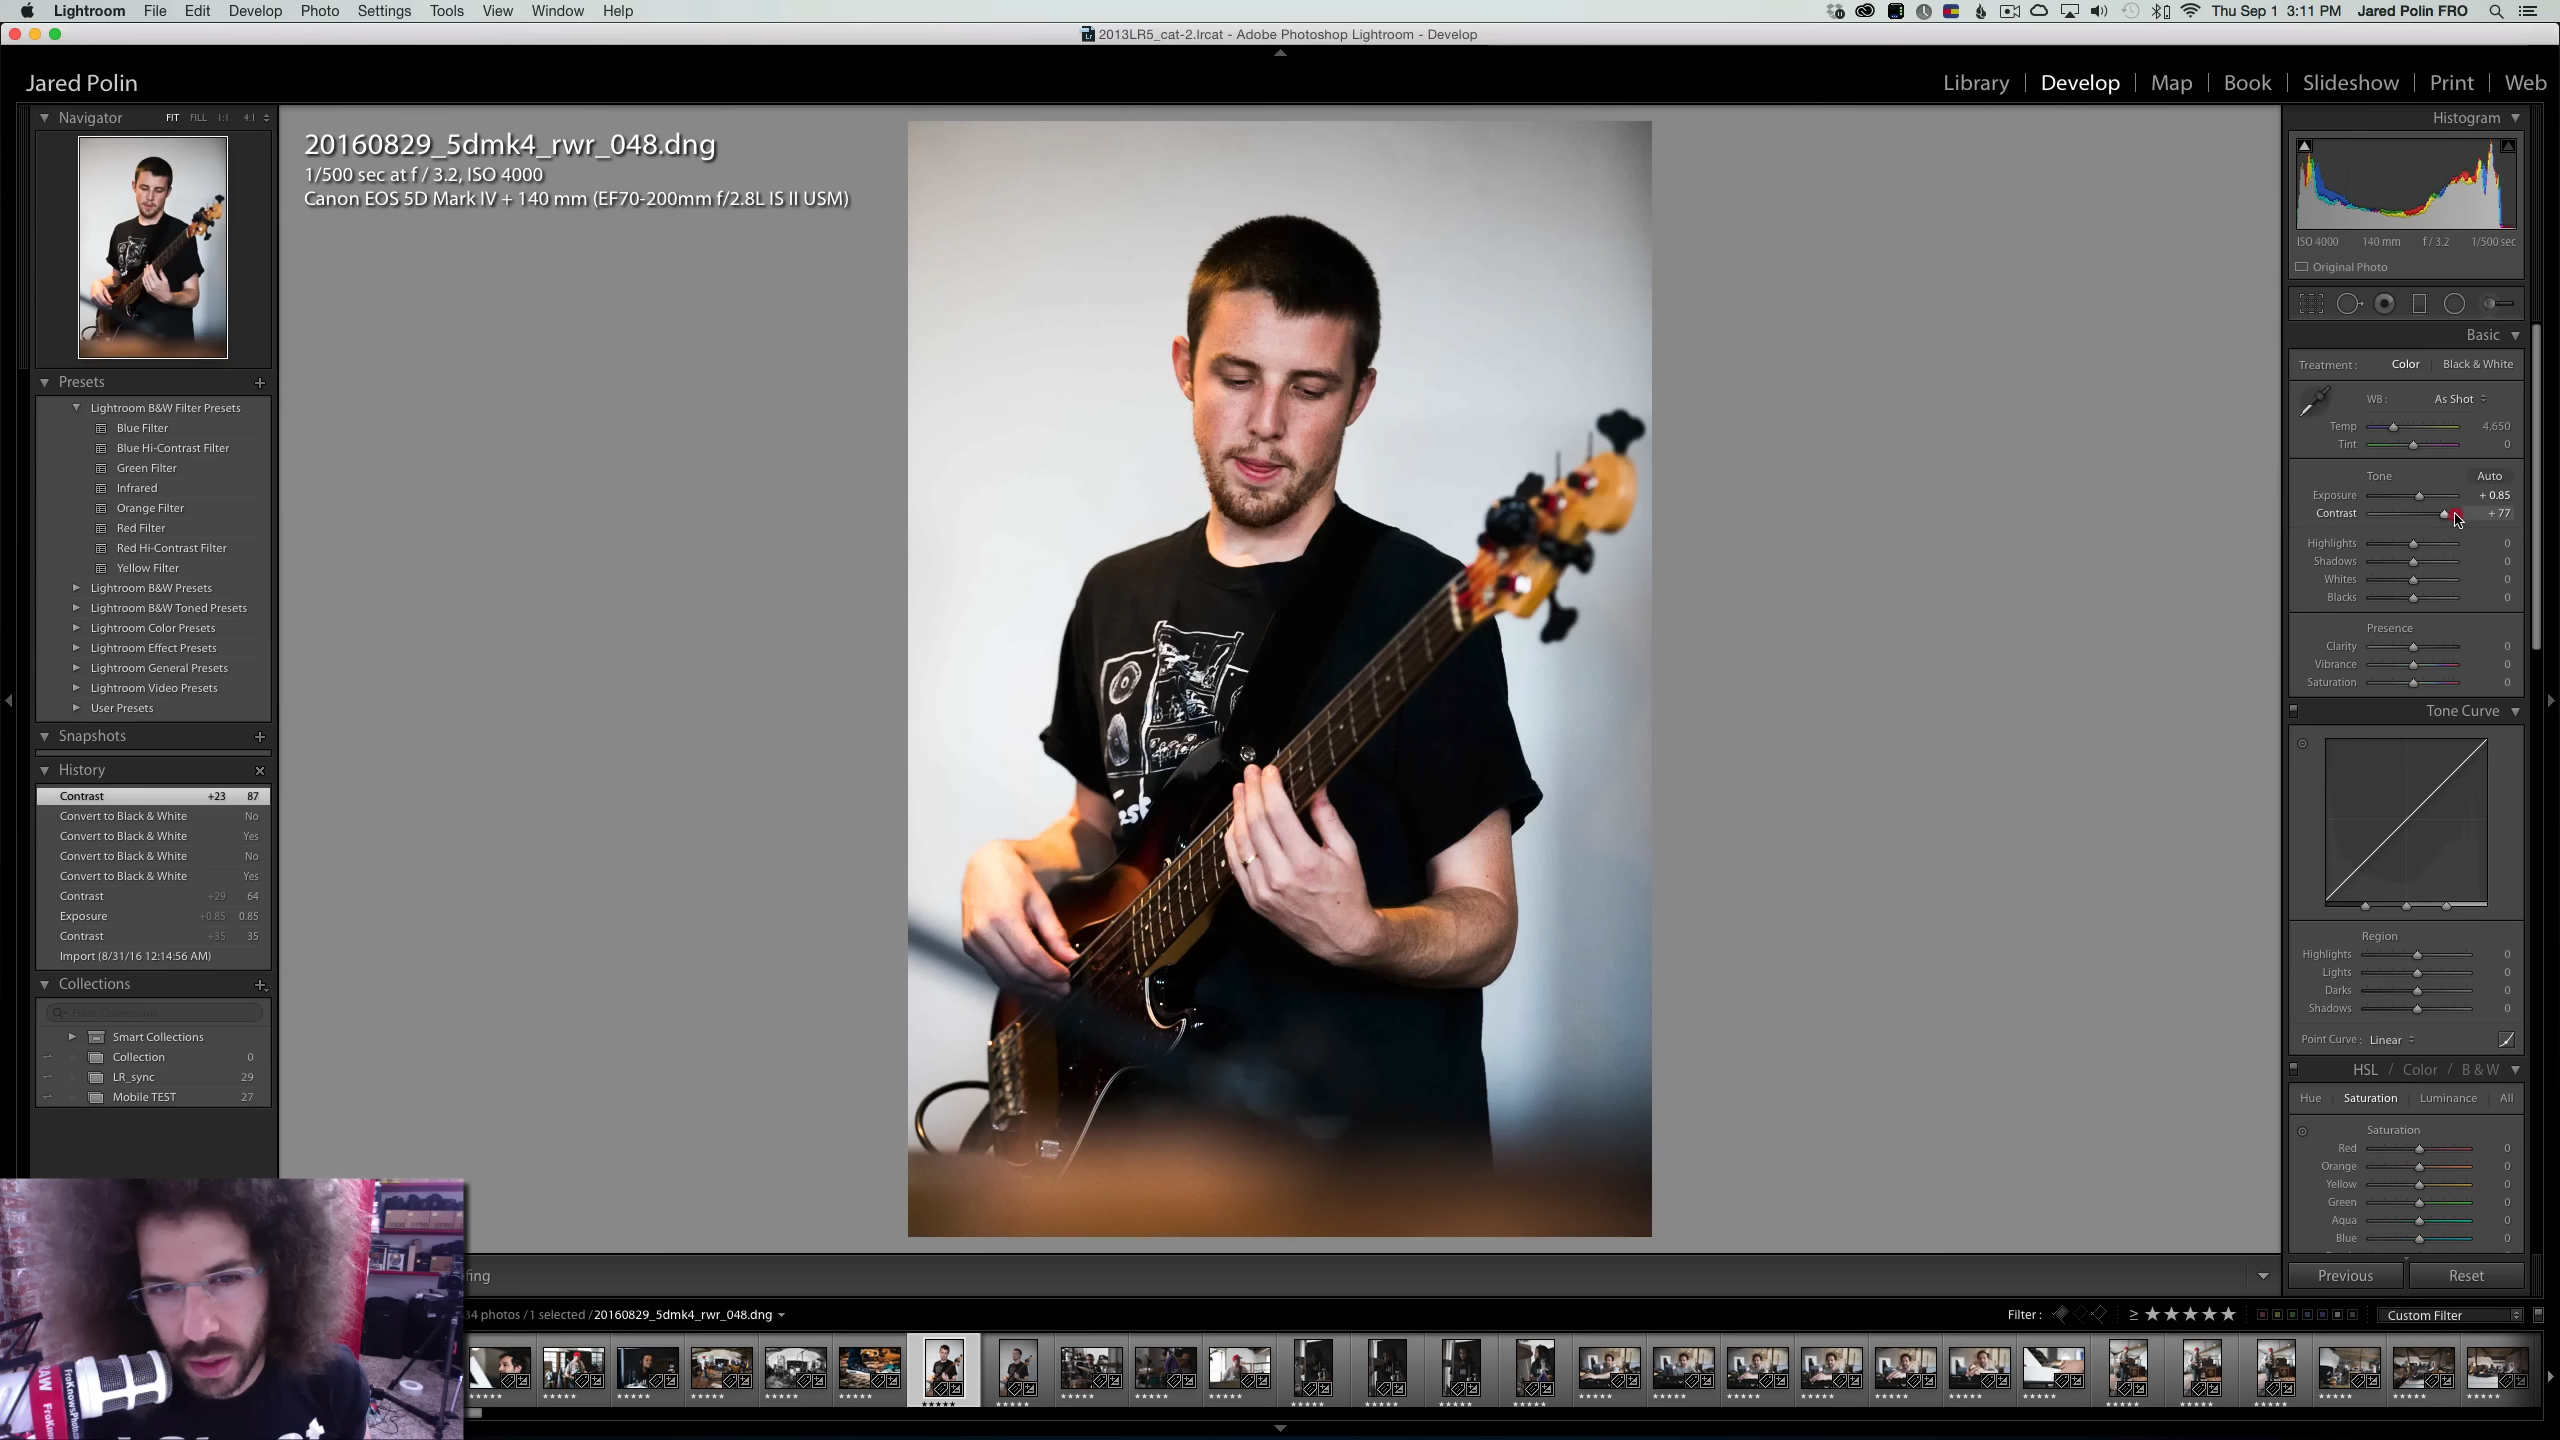 Lightroom File Edit Develop Photo Settings Tools View Window Help
Thu Sep 1 3:11 PM Jared Polin FRO
2013LR5_cat-2.lrcat - Adobe Photoshop Lightroom - Develop
Jared Polin
Library | Develop | Map | Book | Slideshow | Print | Web
Navigator FIT FILL 1:1 4:1
Presets +
Lightroom B&W Filter Presets
Blue Filter
Blue Hi-Contrast Filter
Green Filter
Infrared
Orange Filter
Red Filter
Red Hi-Contrast Filter
Yellow Filter
Lightroom B&W Presets
Lightroom B&W Toned Presets
Lightroom Color Presets
Lightroom Effect Presets
Lightroom General Presets
Lightroom Video Presets
User Presets
Snapshots +
History ×
Contrast +23 87
Convert to Black & White No
Convert to Black & White Yes
Convert to Black & White No
Convert to Black & White Yes
Contrast +29 64
Exposure +0.85 0.85
Contrast +35 35
Import (8/31/16 12:14:56 AM)
Collections +
Filter Collections
Smart Collections
Collection 0
LR_sync 29
Mobile TEST 27
20160829_5dmk4_rwr_048.dng
1/500 sec at f / 3.2, ISO 4000
Canon EOS 5D Mark IV + 140 mm (EF70-200mm f/2.8L IS II USM)
Histogram
ISO 4000 140 mm f / 3.2 1/500 sec
Original Photo
Basic
Treatment : Color | Black & White
WB : As Shot
Temp 4,650
Tint 0
Tone Auto
Exposure + 0.85
Contrast + 77
Highlights 0
Shadows 0
Whites 0
Blacks 0
Presence
Clarity 0
Vibrance 0
Saturation 0
Tone Curve
Region
Highlights 0
Lights 0
Darks 0
Shadows 0
Point Curve : Linear
HSL / Color / B & W
Hue | Saturation | Luminance | All
Saturation
Red 0
Orange 0
Yellow 0
Green 0
Aqua 0
Blue 0
Previous Reset
fing
34 photos / 1 selected / 20160829_5dmk4_rwr_048.dng
Filter : ≥ ★★★★★ Custom Filter
RAW
FroKnowsPhoto.co
FroKn